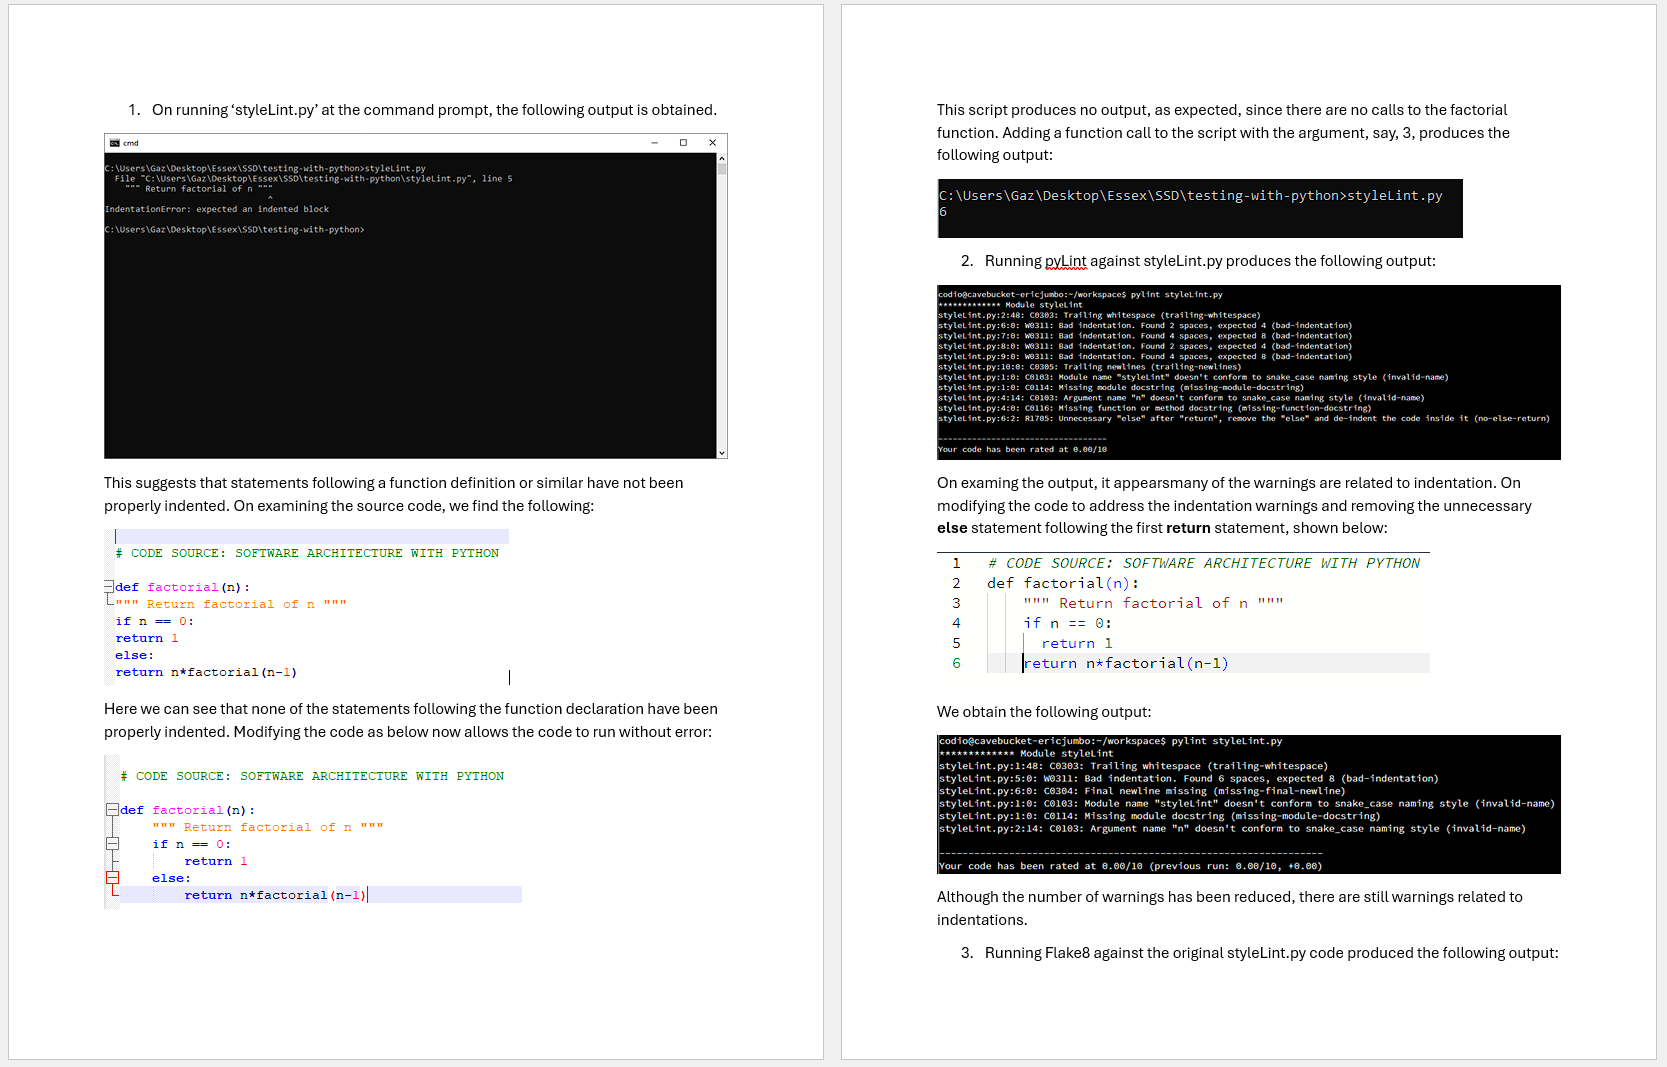 1. On running ‘styleLint.py’ at the command prompt, the following output is obtained.
cmd
C:\Users\Gaz\Desktop\Essex\SSD\testing-with-python>styleLint.py
File "C:\Users\Gaz\Desktop\Essex\SSD\testing-with-python\styleLint.py", line 5
""" Return factorial of n """
^
IndentationError: expected an indented block
C:\Users\Gaz\Desktop\Essex\SSD\testing-with-python>
This suggests that statements following a function definition or similar have not been
properly indented. On examining the source code, we find the following:
# CODE SOURCE: SOFTWARE ARCHITECTURE WITH PYTHON
def factorial(n):
""" Return factorial of n """
if n == 0:
return 1
else:
return n*factorial(n-1)
Here we can see that none of the statements following the function declaration have been
properly indented. Modifying the code as below now allows the code to run without error:
# CODE SOURCE: SOFTWARE ARCHITECTURE WITH PYTHON
def factorial(n):
""" Return factorial of n """
if n == 0:
return 1
else:
return n*factorial(n-1)
This script produces no output, as expected, since there are no calls to the factorial
function. Adding a function call to the script with the argument, say, 3, produces the
following output:
C:\Users\Gaz\Desktop\Essex\SSD\testing-with-python>styleLint.py
6
2. Running pyLint against styleLint.py produces the following output:
codio@cavebucket-ericjumbo:~/workspace$ pylint styleLint.py
************* Module styleLint
styleLint.py:2:48: C0303: Trailing whitespace (trailing-whitespace)
styleLint.py:6:0: W0311: Bad indentation. Found 2 spaces, expected 4 (bad-indentation)
styleLint.py:7:0: W0311: Bad indentation. Found 4 spaces, expected 8 (bad-indentation)
styleLint.py:8:0: W0311: Bad indentation. Found 2 spaces, expected 4 (bad-indentation)
styleLint.py:9:0: W0311: Bad indentation. Found 4 spaces, expected 8 (bad-indentation)
styleLint.py:10:0: C0305: Trailing newlines (trailing-newlines)
styleLint.py:1:0: C0103: Module name "styleLint" doesn't conform to snake_case naming style (invalid-name)
styleLint.py:1:0: C0114: Missing module docstring (missing-module-docstring)
styleLint.py:4:14: C0103: Argument name "n" doesn't conform to snake_case naming style (invalid-name)
styleLint.py:4:0: C0116: Missing function or method docstring (missing-function-docstring)
styleLint.py:6:2: R1705: Unnecessary "else" after "return", remove the "else" and de-indent the code inside it (no-else-return)
-----------------------------------
Your code has been rated at 0.00/10
On examing the output, it appearsmany of the warnings are related to indentation. On
modifying the code to address the indentation warnings and removing the unnecessary
else statement following the first return statement, shown below:
1 # CODE SOURCE: SOFTWARE ARCHITECTURE WITH PYTHON
2 def factorial(n):
3 """ Return factorial of n """
4 if n == 0:
5 return 1
6 return n*factorial(n-1)
We obtain the following output:
codio@cavebucket-ericjumbo:~/workspace$ pylint styleLint.py
************* Module styleLint
styleLint.py:1:48: C0303: Trailing whitespace (trailing-whitespace)
styleLint.py:5:0: W0311: Bad indentation. Found 6 spaces, expected 8 (bad-indentation)
styleLint.py:6:0: C0304: Final newline missing (missing-final-newline)
styleLint.py:1:0: C0103: Module name "styleLint" doesn't conform to snake_case naming style (invalid-name)
styleLint.py:1:0: C0114: Missing module docstring (missing-module-docstring)
styleLint.py:2:14: C0103: Argument name "n" doesn't conform to snake_case naming style (invalid-name)
------------------------------------------------------------------
Your code has been rated at 0.00/10 (previous run: 0.00/10, +0.00)
Although the number of warnings has been reduced, there are still warnings related to
indentations.
3. Running Flake8 against the original styleLint.py code produced the following output: